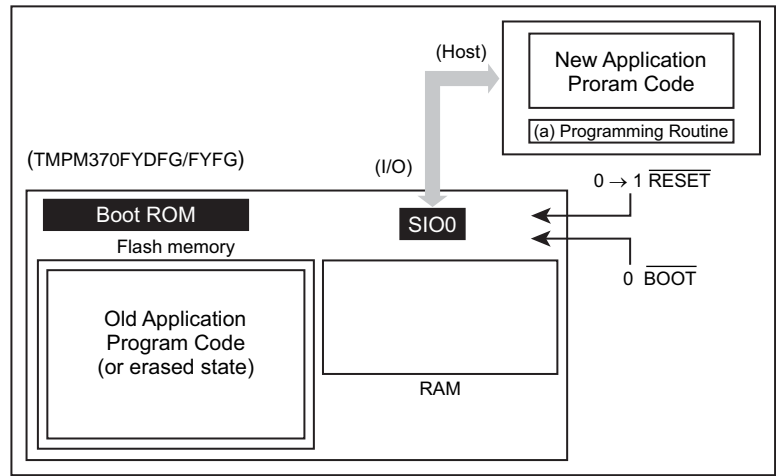 (Host)
New Application
Proram Code
(a) Programming Routine
(TMPM370FYDFG/FYFG)
(I/O)
0 → 1 RESET
Boot ROM
SIO0
Flash memory
0 BOOT
Old Application
Program Code
(or erased state)
RAM